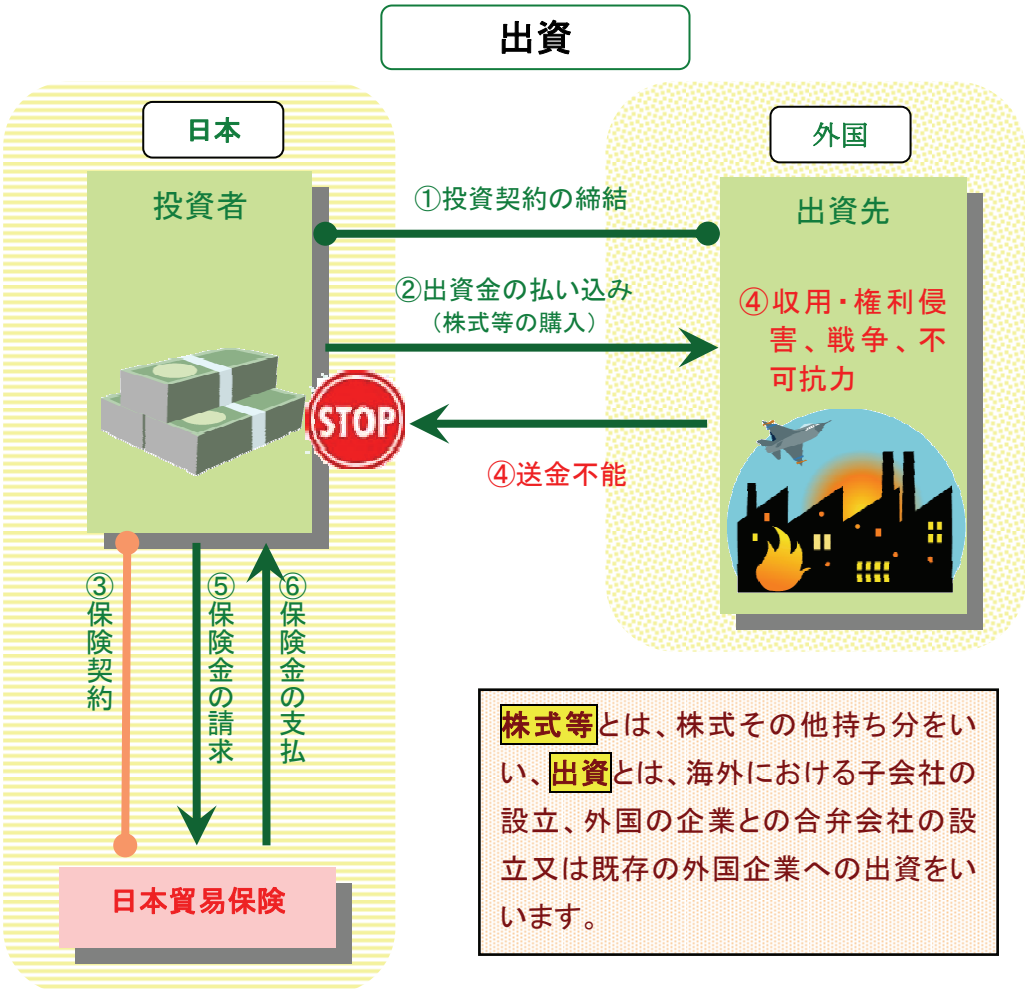 出資
日本
外国
投資者
出資先
①投資契約の締結
②出資金の払い込み
（株式等の購入）
④収用・権利侵
害、戦争、不
可抗力
STOP
④送金不能
③保険契約
⑤保険金の請求
⑥保険金の支払
日本貿易保険
株式等とは、株式その他持ち分をい
い、出資とは、海外における子会社の
設立、外国の企業との合弁会社の設
立又は既存の外国企業への出資をい
います。